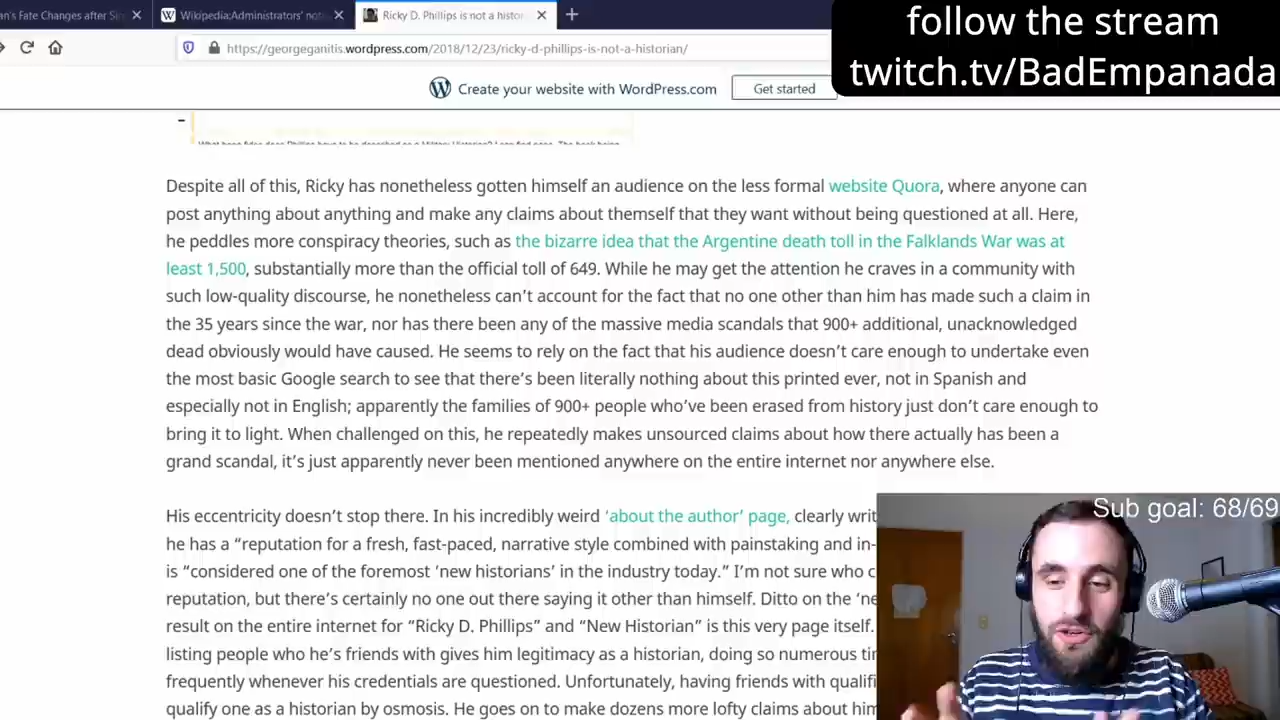 an's Fate Changes after Si
Wikipedia:Administrators' noti
Ricky D. Phillips is not a histor
follow the stream
twitch.tv/BadEmpanada
https://georgeganitis.wordpress.com/2018/12/23/ricky-d-phillips-is-not-a-historian/
Create your website with WordPress.com
Get started
Despite all of this, Ricky has nonetheless gotten himself an audience on the less formal website Quora, where anyone can
post anything about anything and make any claims about themself that they want without being questioned at all. Here,
he peddles more conspiracy theories, such as the bizarre idea that the Argentine death toll in the Falklands War was at
least 1,500, substantially more than the official toll of 649. While he may get the attention he craves in a community with
such low-quality discourse, he nonetheless can't account for the fact that no one other than him has made such a claim in
the 35 years since the war, nor has there been any of the massive media scandals that 900+ additional, unacknowledged
dead obviously would have caused. He seems to rely on the fact that his audience doesn't care enough to undertake even
the most basic Google search to see that there's been literally nothing about this printed ever, not in Spanish and
especially not in English; apparently the families of 900+ people who've been erased from history just don't care enough to
bring it to light. When challenged on this, he repeatedly makes unsourced claims about how there actually has been a
grand scandal, it's just apparently never been mentioned anywhere on the entire internet nor anywhere else.
Sub goal: 68/69
His eccentricity doesn't stop there. In his incredibly weird 'about the author' page, clearly writ
he has a "reputation for a fresh, fast-paced, narrative style combined with painstaking and in-
is "considered one of the foremost 'new historians' in the industry today." I'm not sure who c
reputation, but there's certainly no one out there saying it other than himself. Ditto on the 'ne
result on the entire internet for "Ricky D. Phillips" and "New Historian" is this very page itself.
listing people who he's friends with gives him legitimacy as a historian, doing so numerous tin
frequently whenever his credentials are questioned. Unfortunately, having friends with qualifi
qualify one as a historian by osmosis. He goes on to make dozens more lofty claims about him